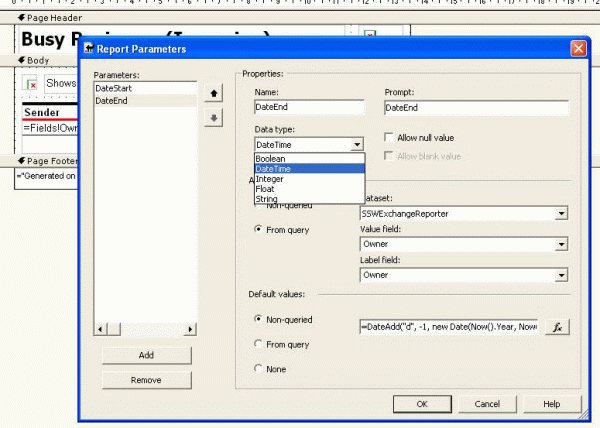 Page Header
Busy
Report Parameters
Body
Shows
Sender
=Fields!Own
Page Footer
="Generated on
Parameters:
DateStart
DateEnd
Add
Remove
Properties:
Name:
Prompt:
DateEnd
DateEnd
Data type:
DateTime
Allow null value
Allow blank value
Boolean
DateTime
Integer
Float
String
Non-queried
From query
Dataset:
SSWExchangeReporter
Value field:
Owner
Label field:
Owner
Default values:
Non-queried
=DateAdd("d", -1, new Date(Now().Year, Now
fx
From query
None
OK
Cancel
Help